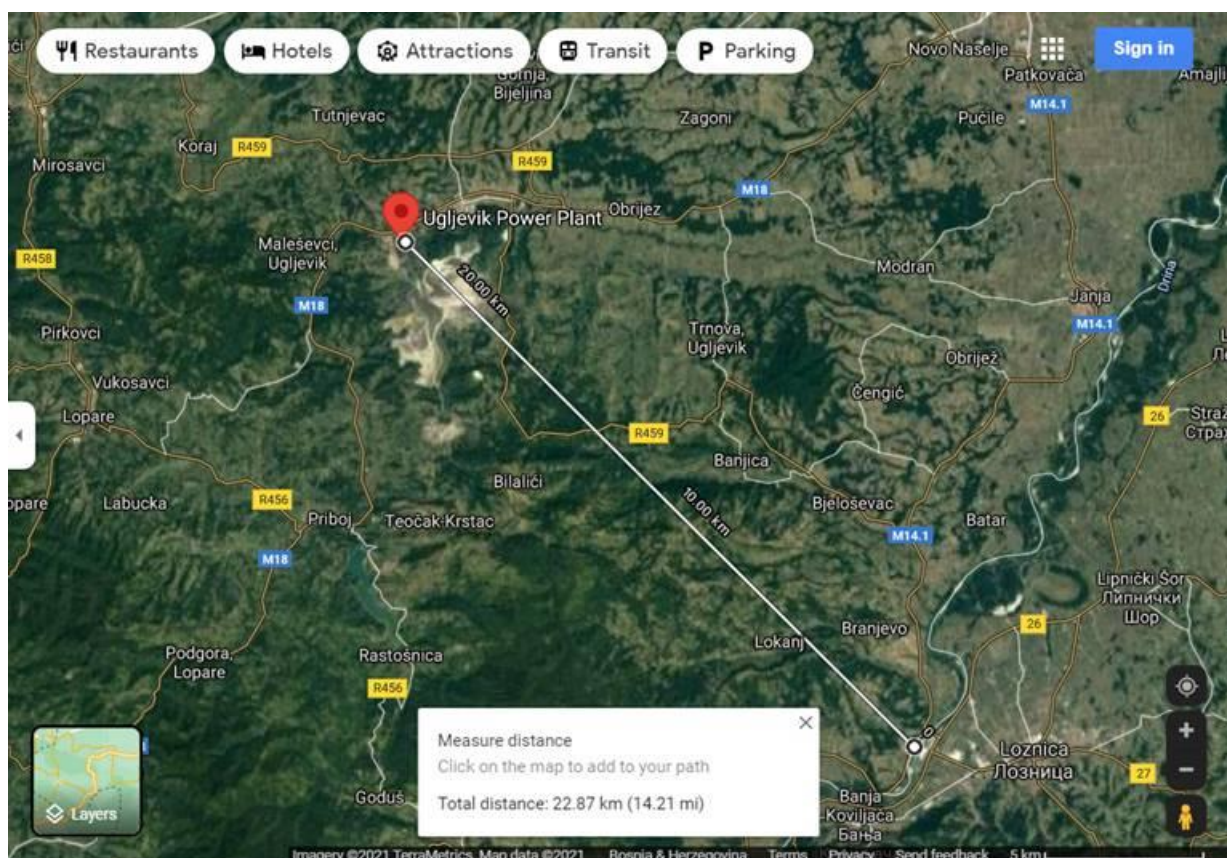 Restaurants
Hotels
Attractions
Transit
Parking
Sign in
Novo Naselje
Patkovača
Amajli
Gornja,
Bijeljina
M14.1
Tutnjevac
Zagoni
Pučile
Koraj
R459
Mirosavci
R459
M18
Ugljevik Power Plant
Obrijez
Maleševci,
Ugljevik
R458
Modran
Drina
20.00 km
M18
Janja
M14.1
Pirkovci
Trnova,
Ugljevik
Obrijež
Vukosavci
Čengić
Lopare
26
R459
Banjica
Bilalići
Labucka
R456
10.00 km
Bjeloševac
Priboj
Teočak-Krstac
Batar
M14.1
M18
Lipnički Šor
Липнички
Шор
26
Branjevo
Lokanj
Podgora,
Lopare
Rastošnica
R456
0
Measure distance
Click on the map to add to your path
Total distance: 22.87 km (14.21 mi)
Loznica
Лозница
27
Goduš
Banja
Koviljača
Бања
Layers
Imagery ©2021 TerraMetrics, Map data ©2021 Bosnia & Herzegovina Terms Privacy Send feedback 5 km